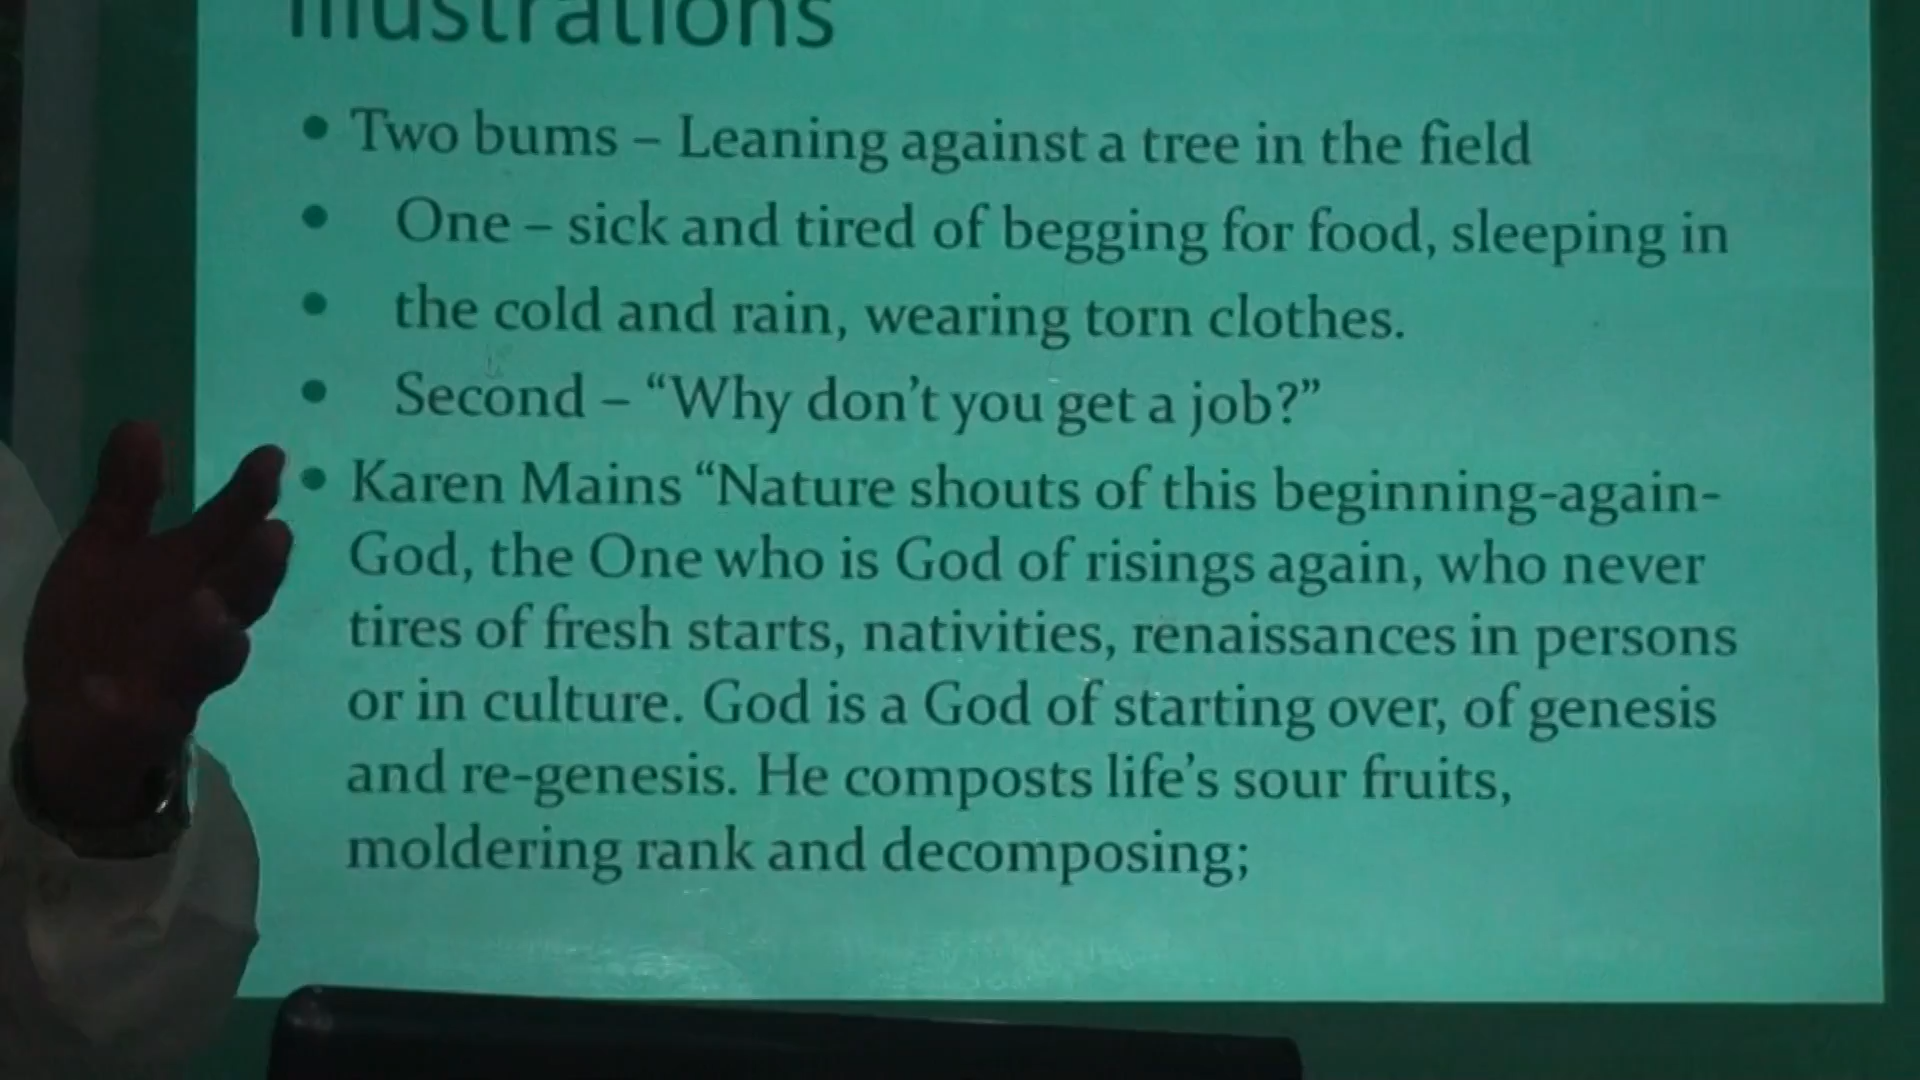 Illustrations
• Two bums – Leaning against a tree in the field
• One – sick and tired of begging for food, sleeping in
• the cold and rain, wearing torn clothes.
• Second – “Why don’t you get a job?”
• Karen Mains “Nature shouts of this beginning-again-
God, the One who is God of risings again, who never
tires of fresh starts, nativities, renaissances in persons
or in culture. God is a God of starting over, of genesis
and re-genesis. He composts life’s sour fruits,
moldering rank and decomposing;